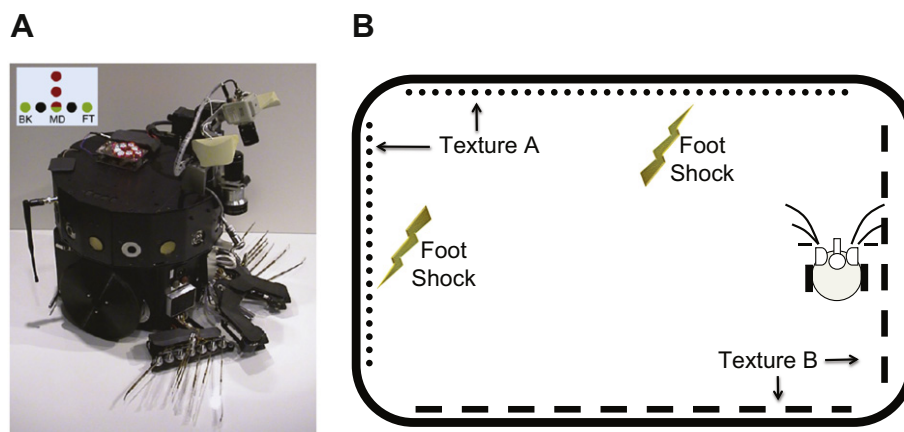 A
BK MD FT
B
Texture A
Foot
Shock
Foot
Shock
Texture B